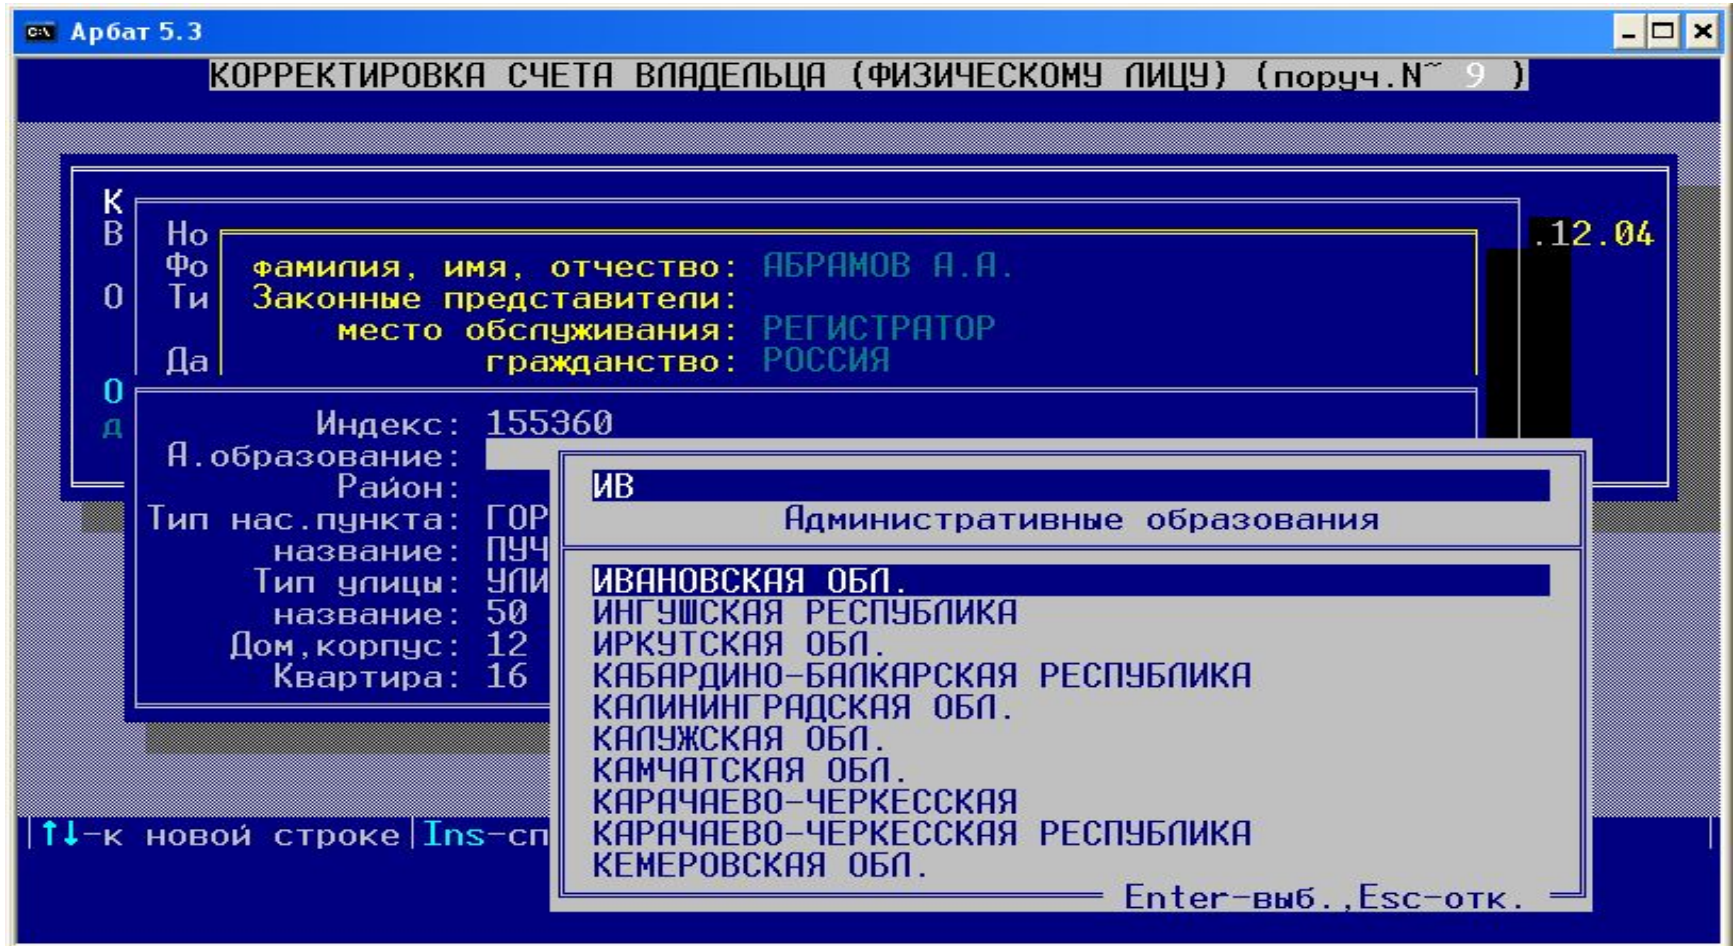 Арбат 5.3
КОРРЕКТИРОВКА СЧЕТА ВЛАДЕЛЬЦА (ФИЗИЧЕСКОМУ ЛИЦУ) (поруч.N~ 9 )
К
В Но .12.04
Фо фамилия, имя, отчество: АБРАМОВ А.А.
О Ти Законные представители:
место обслуживания: РЕГИСТРАТОР
Да гражданство: РОССИЯ
О
д Индекс: 155360
А.образование:
Район: ИВ
Тип нас.пункта: ГОР Административные образования
название: ПУЧ
Тип улицы: УЛИ ИВАНОВСКАЯ ОБЛ.
название: 50 ИНГУШСКАЯ РЕСПУБЛИКА
Дом,корпус: 12 ИРКУТСКАЯ ОБЛ.
Квартира: 16 КАБАРДИНО-БАЛКАРСКАЯ РЕСПУБЛИКА
КАЛИНИНГРАДСКАЯ ОБЛ.
КАЛУЖСКАЯ ОБЛ.
КАМЧАТСКАЯ ОБЛ.
КАРАЧАЕВО-ЧЕРКЕССКАЯ
↑↓-к новой строке|Ins-сп КАРАЧАЕВО-ЧЕРКЕССКАЯ РЕСПУБЛИКА
КЕМЕРОВСКАЯ ОБЛ.
Enter-выб.,Esc-отк.